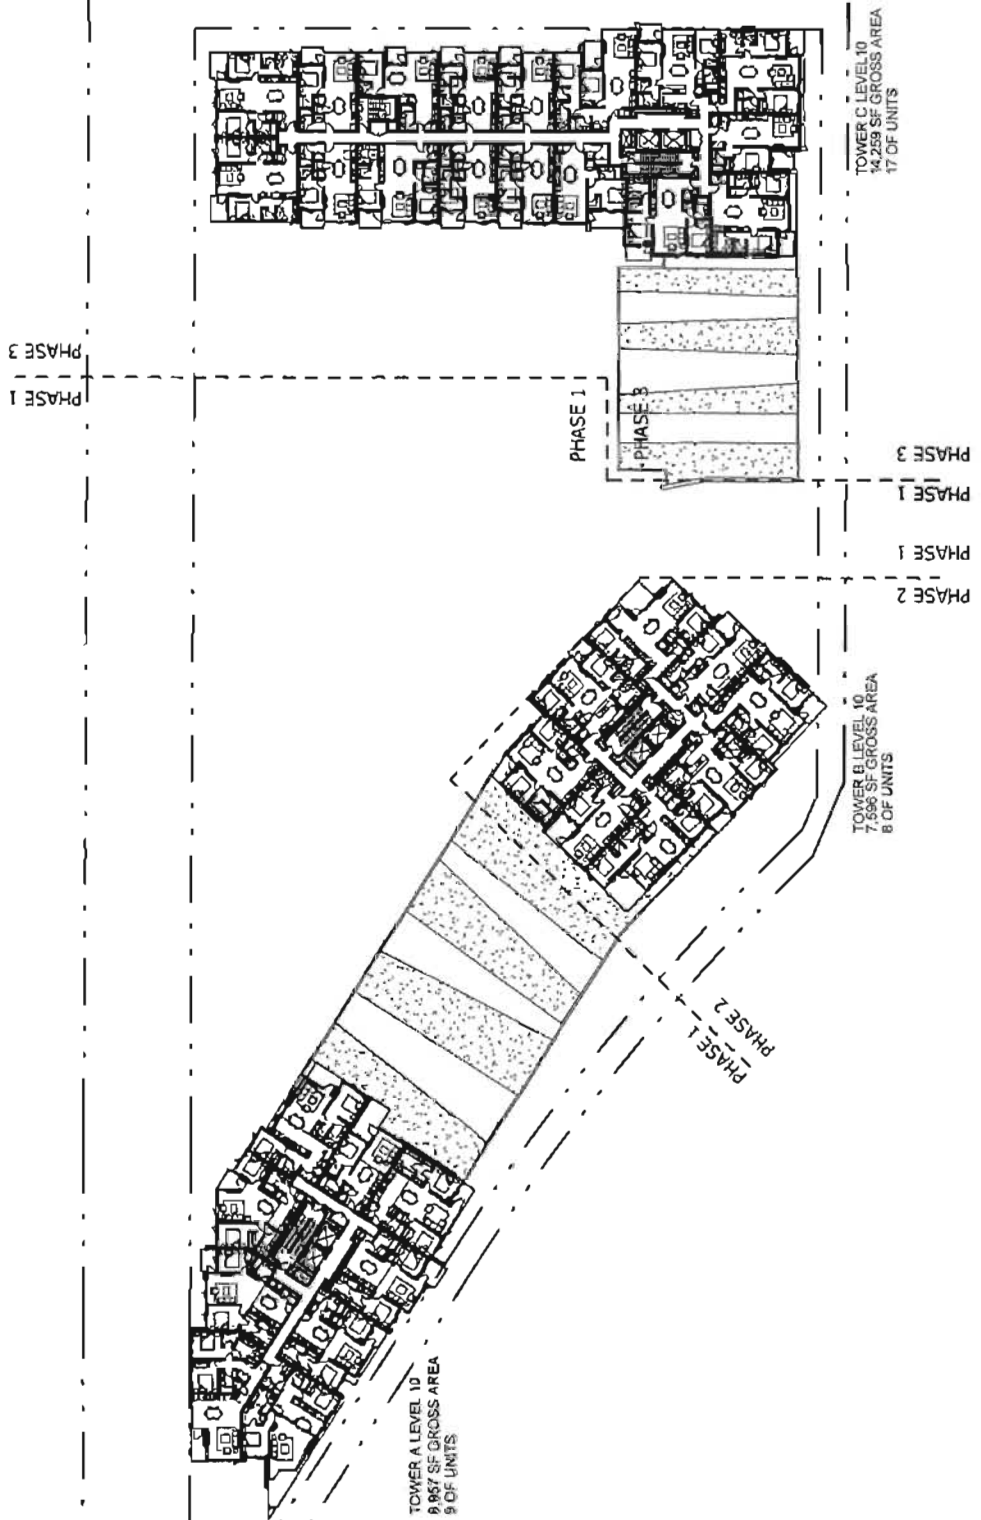 TOWER C LEVEL 10
14,259 SF GROSS AREA
17 OF UNITS
PHASE 3
PHASE 1
PHASE 1
PHASE 3
PHASE 3
PHASE 1
PHASE 1
PHASE 2
TOWER B LEVEL 10
7,596 SF GROSS AREA
8 OF UNITS
PHASE 1
PHASE 2
TOWER A LEVEL 10
8,957 SF GROSS AREA
9 OF UNITS